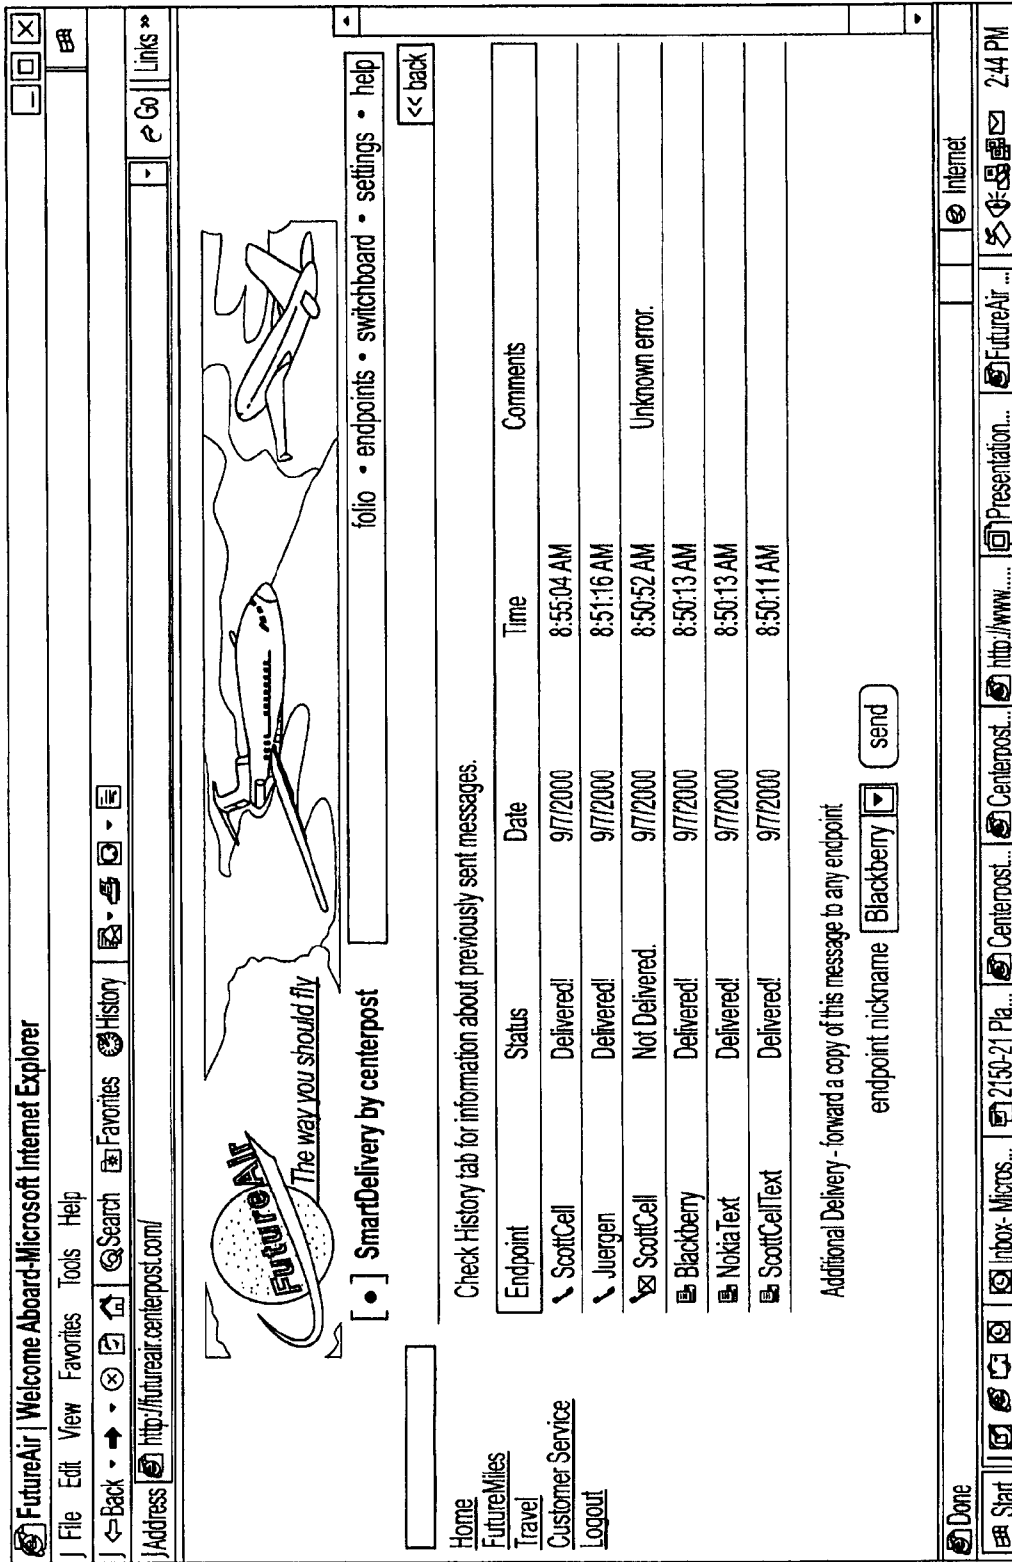 FutureAir | Welcome Aboard-Microsoft Internet Explorer
File Edit View Favorites Tools Help
Back Search Favorites History
Address http://futureair.centerpost.com/ Go Links »
FutureAir
The way you should fly
[ • ] SmartDelivery by centerpost
folio • endpoints • switchboard • settings • help
<< back
Home
FutureMiles
Travel
Customer Service
Logout
Check History tab for information about previously sent messages.
Endpoint Status Date Time Comments
ScottCell Delivered! 9/7/2000 8:55:04 AM
Juergen Delivered! 9/7/2000 8:51:16 AM
ScottCell Not Delivered. 9/7/2000 8:50:52 AM Unknown error.
Blackberry Delivered! 9/7/2000 8:50:13 AM
NokiaText Delivered! 9/7/2000 8:50:13 AM
ScottCellText Delivered! 9/7/2000 8:50:11 AM
Additional Delivery - forward a copy of this message to any endpoint
endpoint nickname Blackberry send
Done Internet
Start Inbox- Micros... 2150-21 Pla... Centerpost... Centerpost... http://www..... Presentation... FutureAir ... 2:44 PM